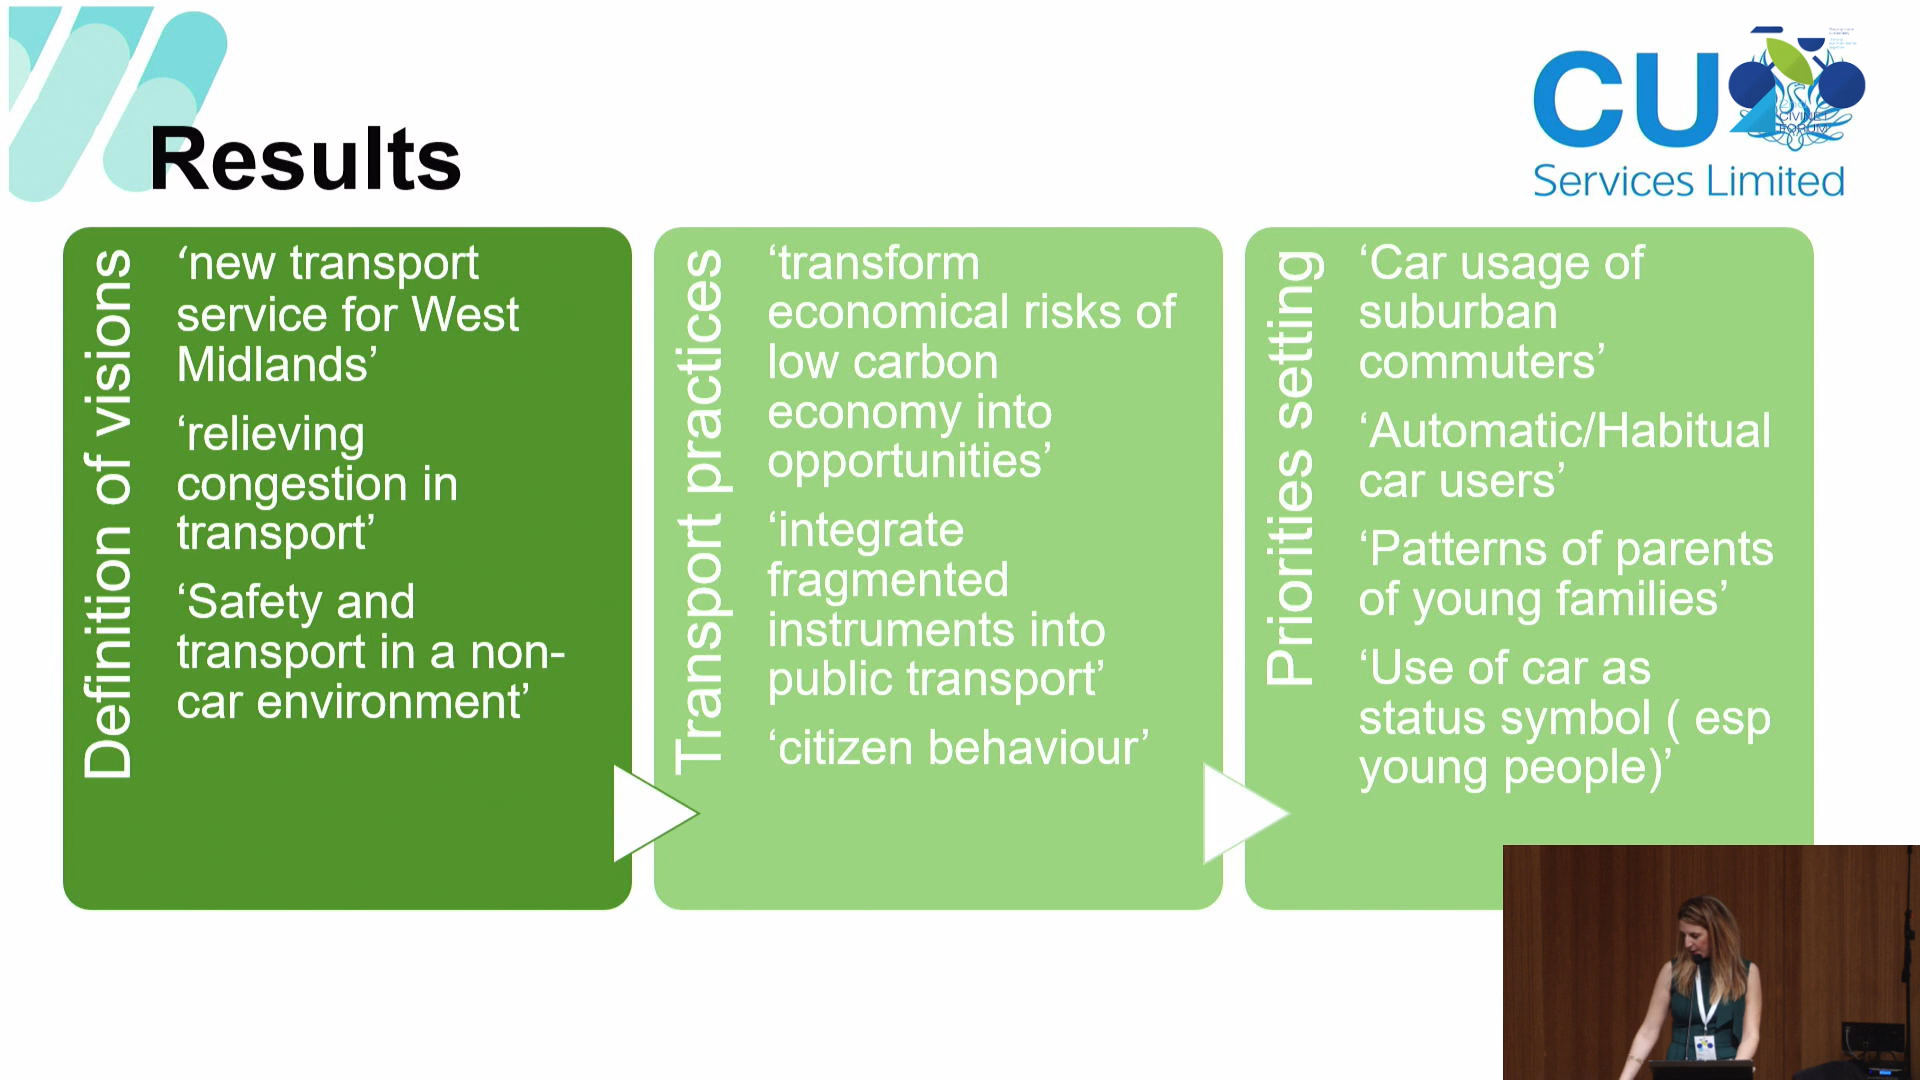 Results
CU
CIVINET
FORUM
Services Limited
Definition of visions
‘new transport
service for West
Midlands’
‘relieving
congestion in
transport’
‘Safety and
transport in a non-
car environment’
Transport practices
‘transform
economical risks of
low carbon
economy into
opportunities’
‘integrate
fragmented
instruments into
public transport’
‘citizen behaviour’
Priorities setting
‘Car usage of
suburban
commuters’
‘Automatic/Habitual
car users’
‘Patterns of parents
of young families’
‘Use of car as
status symbol ( esp
young people)’